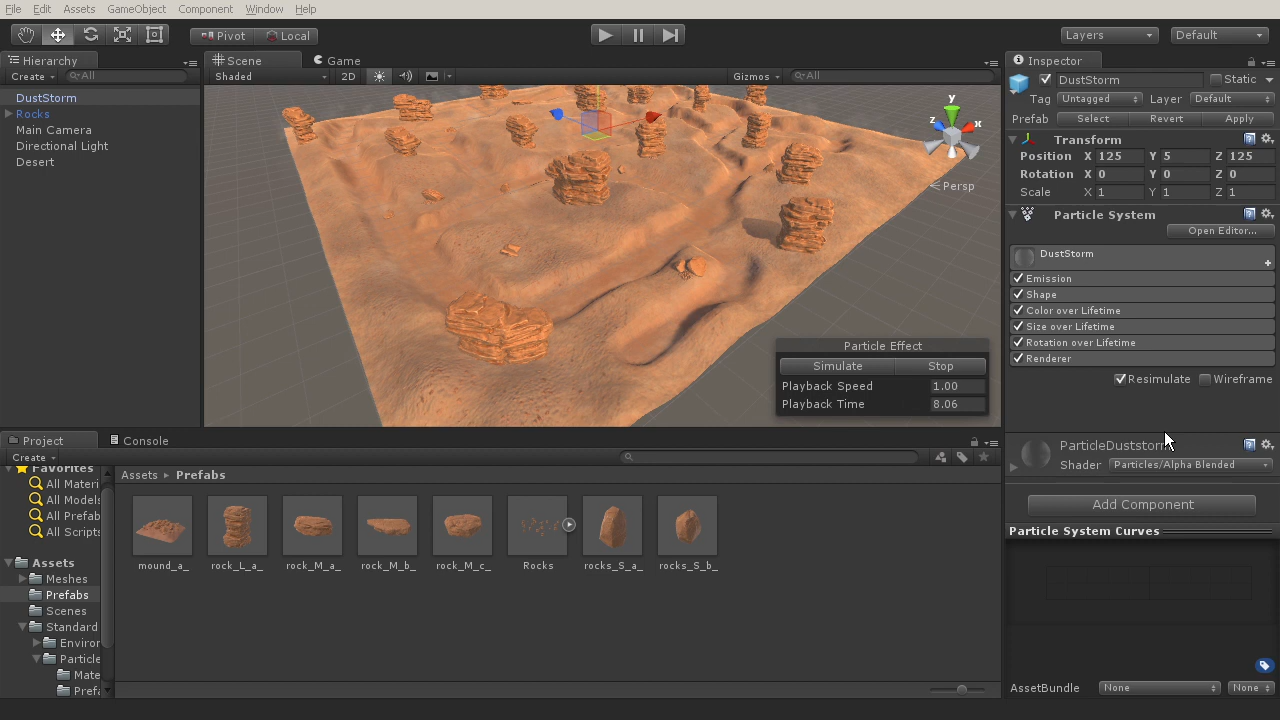 File Edit Assets GameObject Component Window Help
Pivot Local Layers Default
Hierarchy
Create All
DustStorm
Rocks
Main Camera
Directional Light
Desert
Scene Game
Shaded 2D Gizmos All
y
z x
Persp
Particle Effect
Simulate Stop
Playback Speed 1.00
Playback Time 8.06
Inspector
DustStorm Static
Tag Untagged Layer Default
Prefab Select Revert Apply
Transform
Position X 125 Y 5 Z 125
Rotation X 0 Y 0 Z 0
Scale X 1 Y 1 Z 1
Particle System
Open Editor...
DustStorm
Emission
Shape
Color over Lifetime
Size over Lifetime
Rotation over Lifetime
Renderer
Resimulate Wireframe
ParticleDuststorm
Shader Particles/Alpha Blended
Add Component
Particle System Curves
AssetBundle None None
Project Console
Create
Favorites
All Materi
All Models
All Prefab
All Scripts
Assets
Meshes
Prefabs
Scenes
Standard
Enviror
Particle
Mate
Prefa
Assets ▸ Prefabs
mound_a_ rock_L_a_ rock_M_a_ rock_M_b_ rock_M_c_ Rocks rocks_S_a_ rocks_S_b_